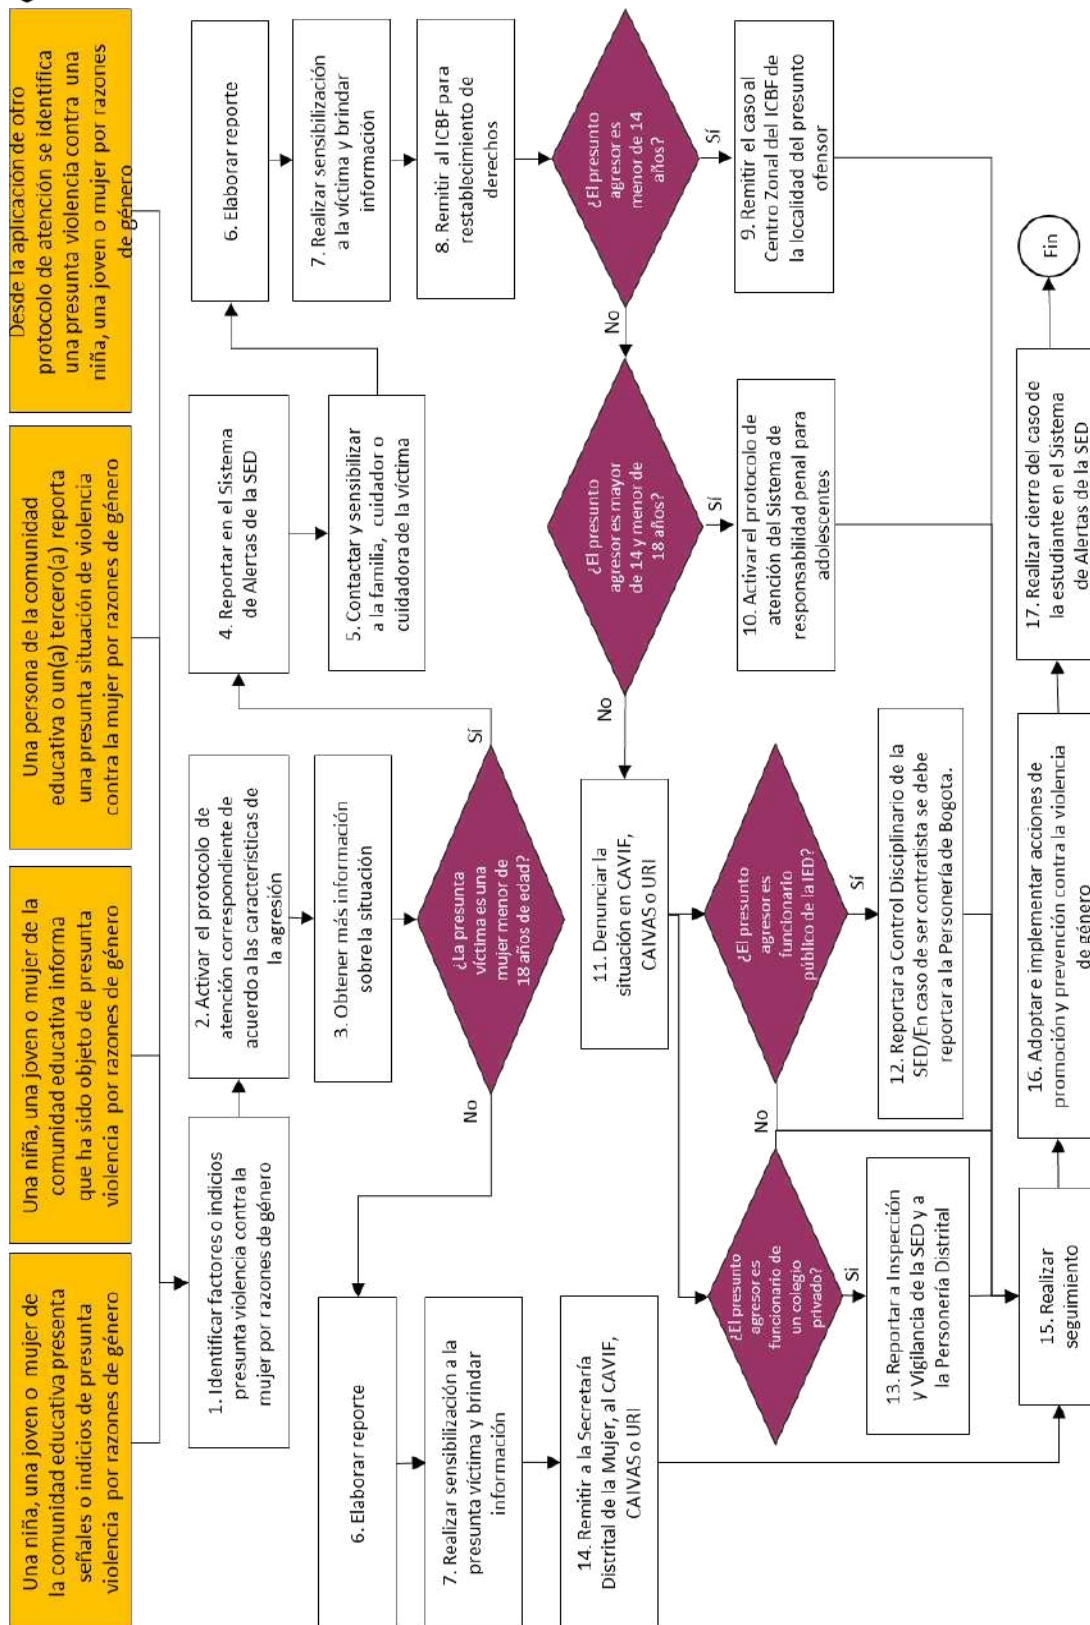 Una niña, una joven o mujer de
la comunidad educativa presenta
señales o indicios de presunta
violencia por razones de género
Una niña, una joven o mujer de la
comunidad educativa informa
que ha sido objeto de presunta
violencia por razones de género
Una persona de la comunidad
educativa o un(a) tercero(a) reporta
una presunta situación de violencia
contra la mujer por razones de género
Desde la aplicación de otro
protocolo de atención se identifica
una presunta violencia contra una
niña, una joven o mujer por razones
de género
1. Identificar factores o indicios
presunta violencia contra la
mujer por razones de género
2. Activar el protocolo de
atención correspondiente de
acuerdo a las características de
la agresión
3. Obtener más información
sobre la situación
¿La presunta
víctima es una
mujer menor de
18 años de edad?
Sí
No
4. Reportar en el Sistema
de Alertas de la SED
5. Contactar y sensibilizar
a la familia, cuidador o
cuidadora de la víctima
6. Elaborar reporte
7. Realizar sensibilización
a la víctima y brindar
información
8. Remitir al ICBF para
restablecimiento de
derechos
¿El presunto
agresor es
menor de 14
años?
Sí
No
9. Remitir el caso al
Centro Zonal del ICBF de
la localidad del presunto
ofensor
¿El presunto
agresor es mayor
de 14 y menor de
18 años?
Sí
No
10. Activar el protocolo de
atención del Sistema de
responsabilidad penal para
adolescentes
11. Denunciar la
situación en CAVIF,
CAIVAS o URI
¿El presunto
agresor es
funcionario
público de la IED?
Sí
No
12. Reportar a Control Disciplinario de la
SED/En caso de ser contratista se debe
reportar a la Personería de Bogota.
¿El presunto
agresor es
funcionario de
un colegio
privado?
Sí
13. Reportar a Inspección
y Vigilancia de la SED y a
la Personería Distrital
6. Elaborar reporte
7. Realizar sensibilización a la
presunta víctima y brindar
información
14. Remitir a la Secretaría
Distrital de la Mujer, al CAVIF,
CAIVAS o URI
15. Realizar
seguimiento
16. Adoptar e implementar acciones de
promoción y prevención contra la violencia
de género
17. Realizar cierre del caso de
la estudiante en el Sistema
de Alertas de la SED
Fin